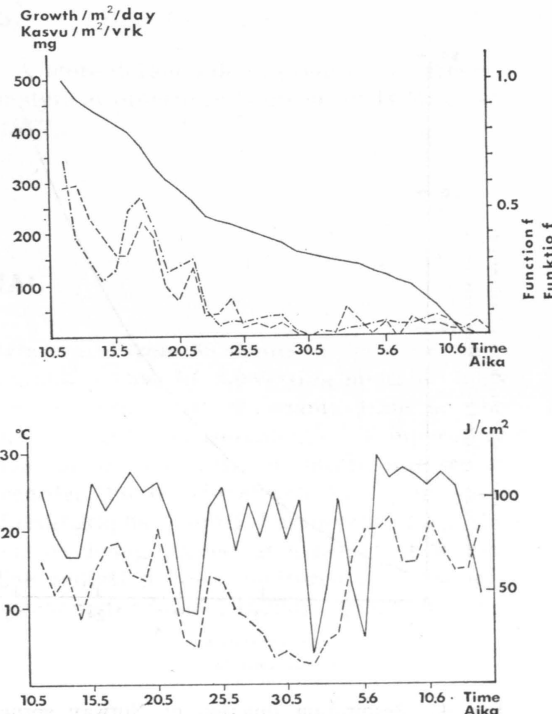 Growth/m²/day
Kasvu/m²/vrk
mg
500
400
300
200
100
1.0
0.5
Function f
Funktio f
10,5 15,5 20,5 25,5 30,5 5,6 10,6 Time
Aika
°C
J/cm²
30
20
10
100
50
10,5 15,5 20,5 25,5 30,5 5,6 10,6 Time
Aika